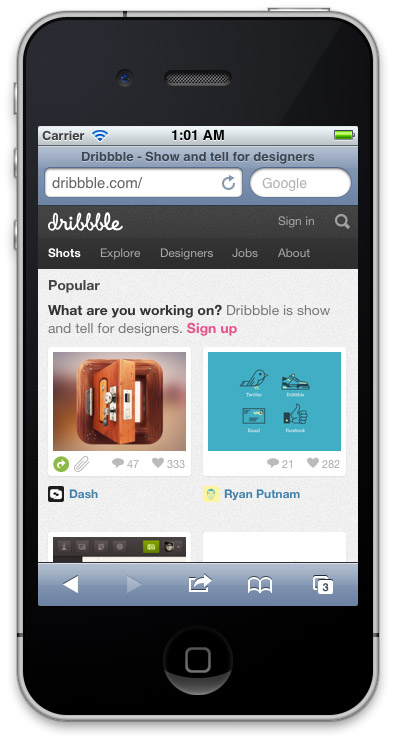 Carrier 1:01 AM
Dribbble - Show and tell for designers
dribbble.com/ Google
dribbble Sign in
Shots Explore Designers Jobs About
Popular
What are you working on? Dribbble is show
and tell for designers. Sign up
Twitter Dribbble
Email Facebook
47 333
21 282
Dash
Ryan Putnam
3